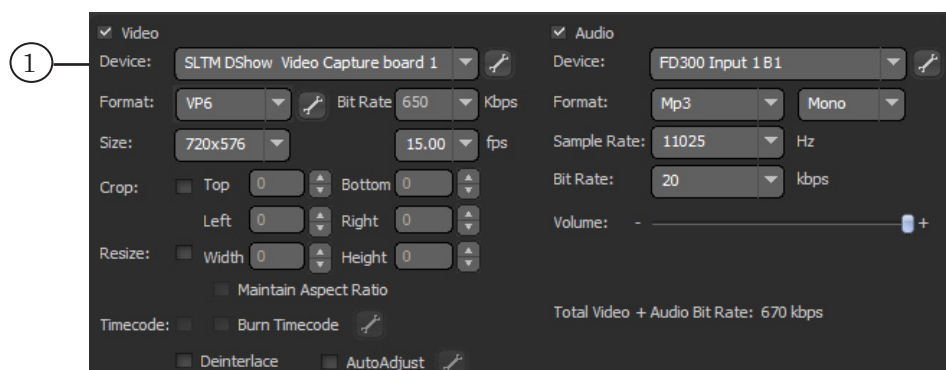 Video
1
Device: SLTM DShow Video Capture board 1
Format: VP6 Bit Rate 650 Kbps
Size: 720x576 15.00 fps
Crop: Top 0 Bottom 0
Left 0 Right 0
Resize: Width 0 Height 0
Maintain Aspect Ratio
Timecode: Burn Timecode
Deinterlace AutoAdjust
Audio
Device: FD300 Input 1 B1
Format: Mp3 Mono
Sample Rate: 11025 Hz
Bit Rate: 20 kbps
Volume: - +
Total Video + Audio Bit Rate: 670 kbps